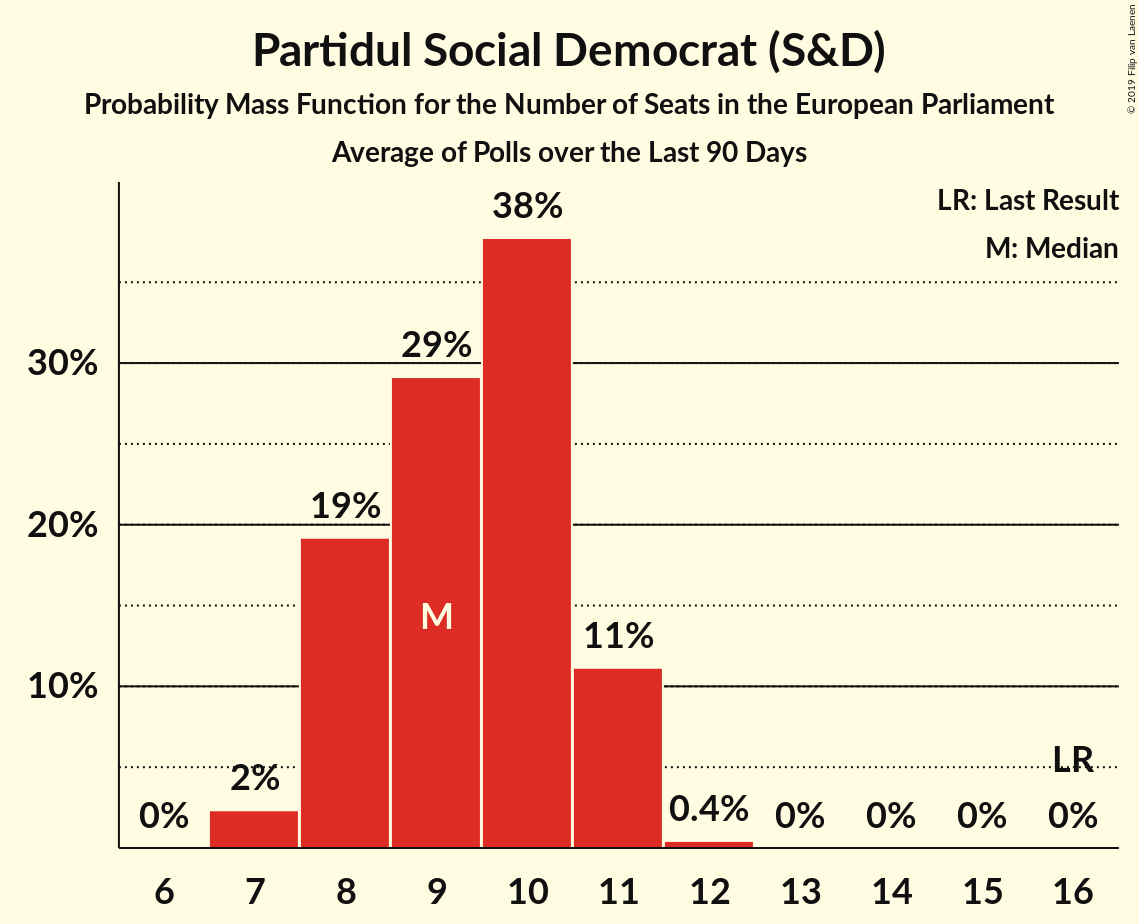 Partidul Social Democrat (S&D)
Probability Mass Function for the Number of Seats in the European Parliament
Average of Polls over the Last 90 Days
© 2019 Filip van Laenen
LR: Last Result
M: Median
38%
29%
30%
19%
20%
M
11%
10%
LR
2%
0.4%
0%
0%
0%
0%
0%
6 7 8 9 10 11 12 13 14 15 16